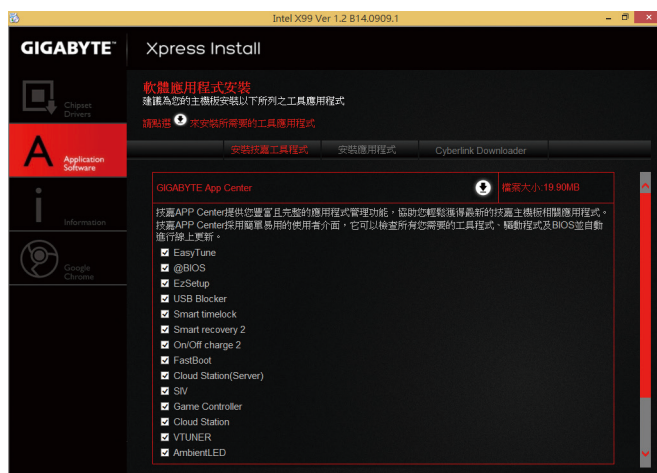 Intel X99 Ver 1.2 B14.0909.1
GIGABYTE™
Xpress Install
Chipset
Drivers
Application
Software
Information
Google
Chrome
軟體應用程式安裝
建議為您的主機板安裝以下所列之工具應用程式
請點選 來安裝所需要的工具應用程式
安裝技嘉工具程式
安裝應用程式
Cyberlink Downloader
GIGABYTE App Center
檔案大小:19.90MB
技嘉APP Center提供您豐富且完整的應用程式管理功能，協助您輕鬆獲得最新的技嘉主機板相關應用程式。
技嘉APP Center採用簡單易用的使用者介面，它可以檢查所有您需要的工具程式、驅動程式及BIOS並自動
進行線上更新。
EasyTune
@BIOS
EzSetup
USB Blocker
Smart timelock
Smart recovery 2
On/Off charge 2
FastBoot
Cloud Station(Server)
SIV
Game Controller
Cloud Station
VTUNER
AmbientLED